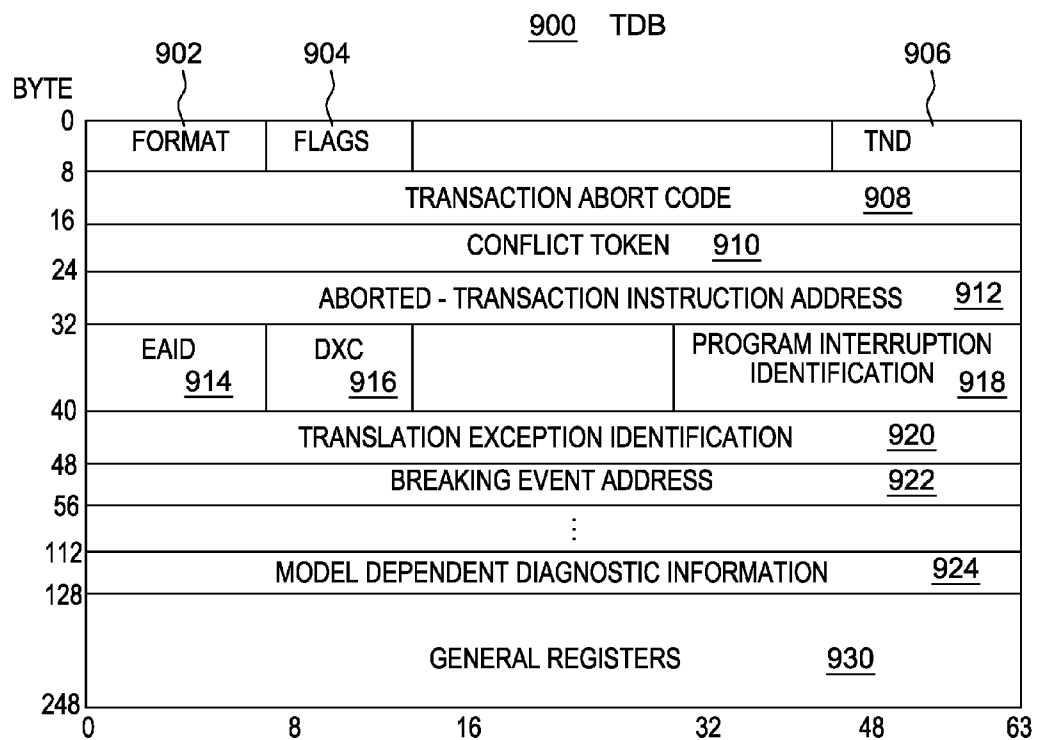 900 TDB
902 904 906
BYTE
0 FORMAT FLAGS TND
8 TRANSACTION ABORT CODE 908
16 CONFLICT TOKEN 910
24 ABORTED - TRANSACTION INSTRUCTION ADDRESS 912
32 EAID 914 DXC 916 PROGRAM INTERRUPTION IDENTIFICATION 918
40 TRANSLATION EXCEPTION IDENTIFICATION 920
48 BREAKING EVENT ADDRESS 922
56 ⋮
112 MODEL DEPENDENT DIAGNOSTIC INFORMATION 924
128 GENERAL REGISTERS 930
248
0 8 16 32 48 63